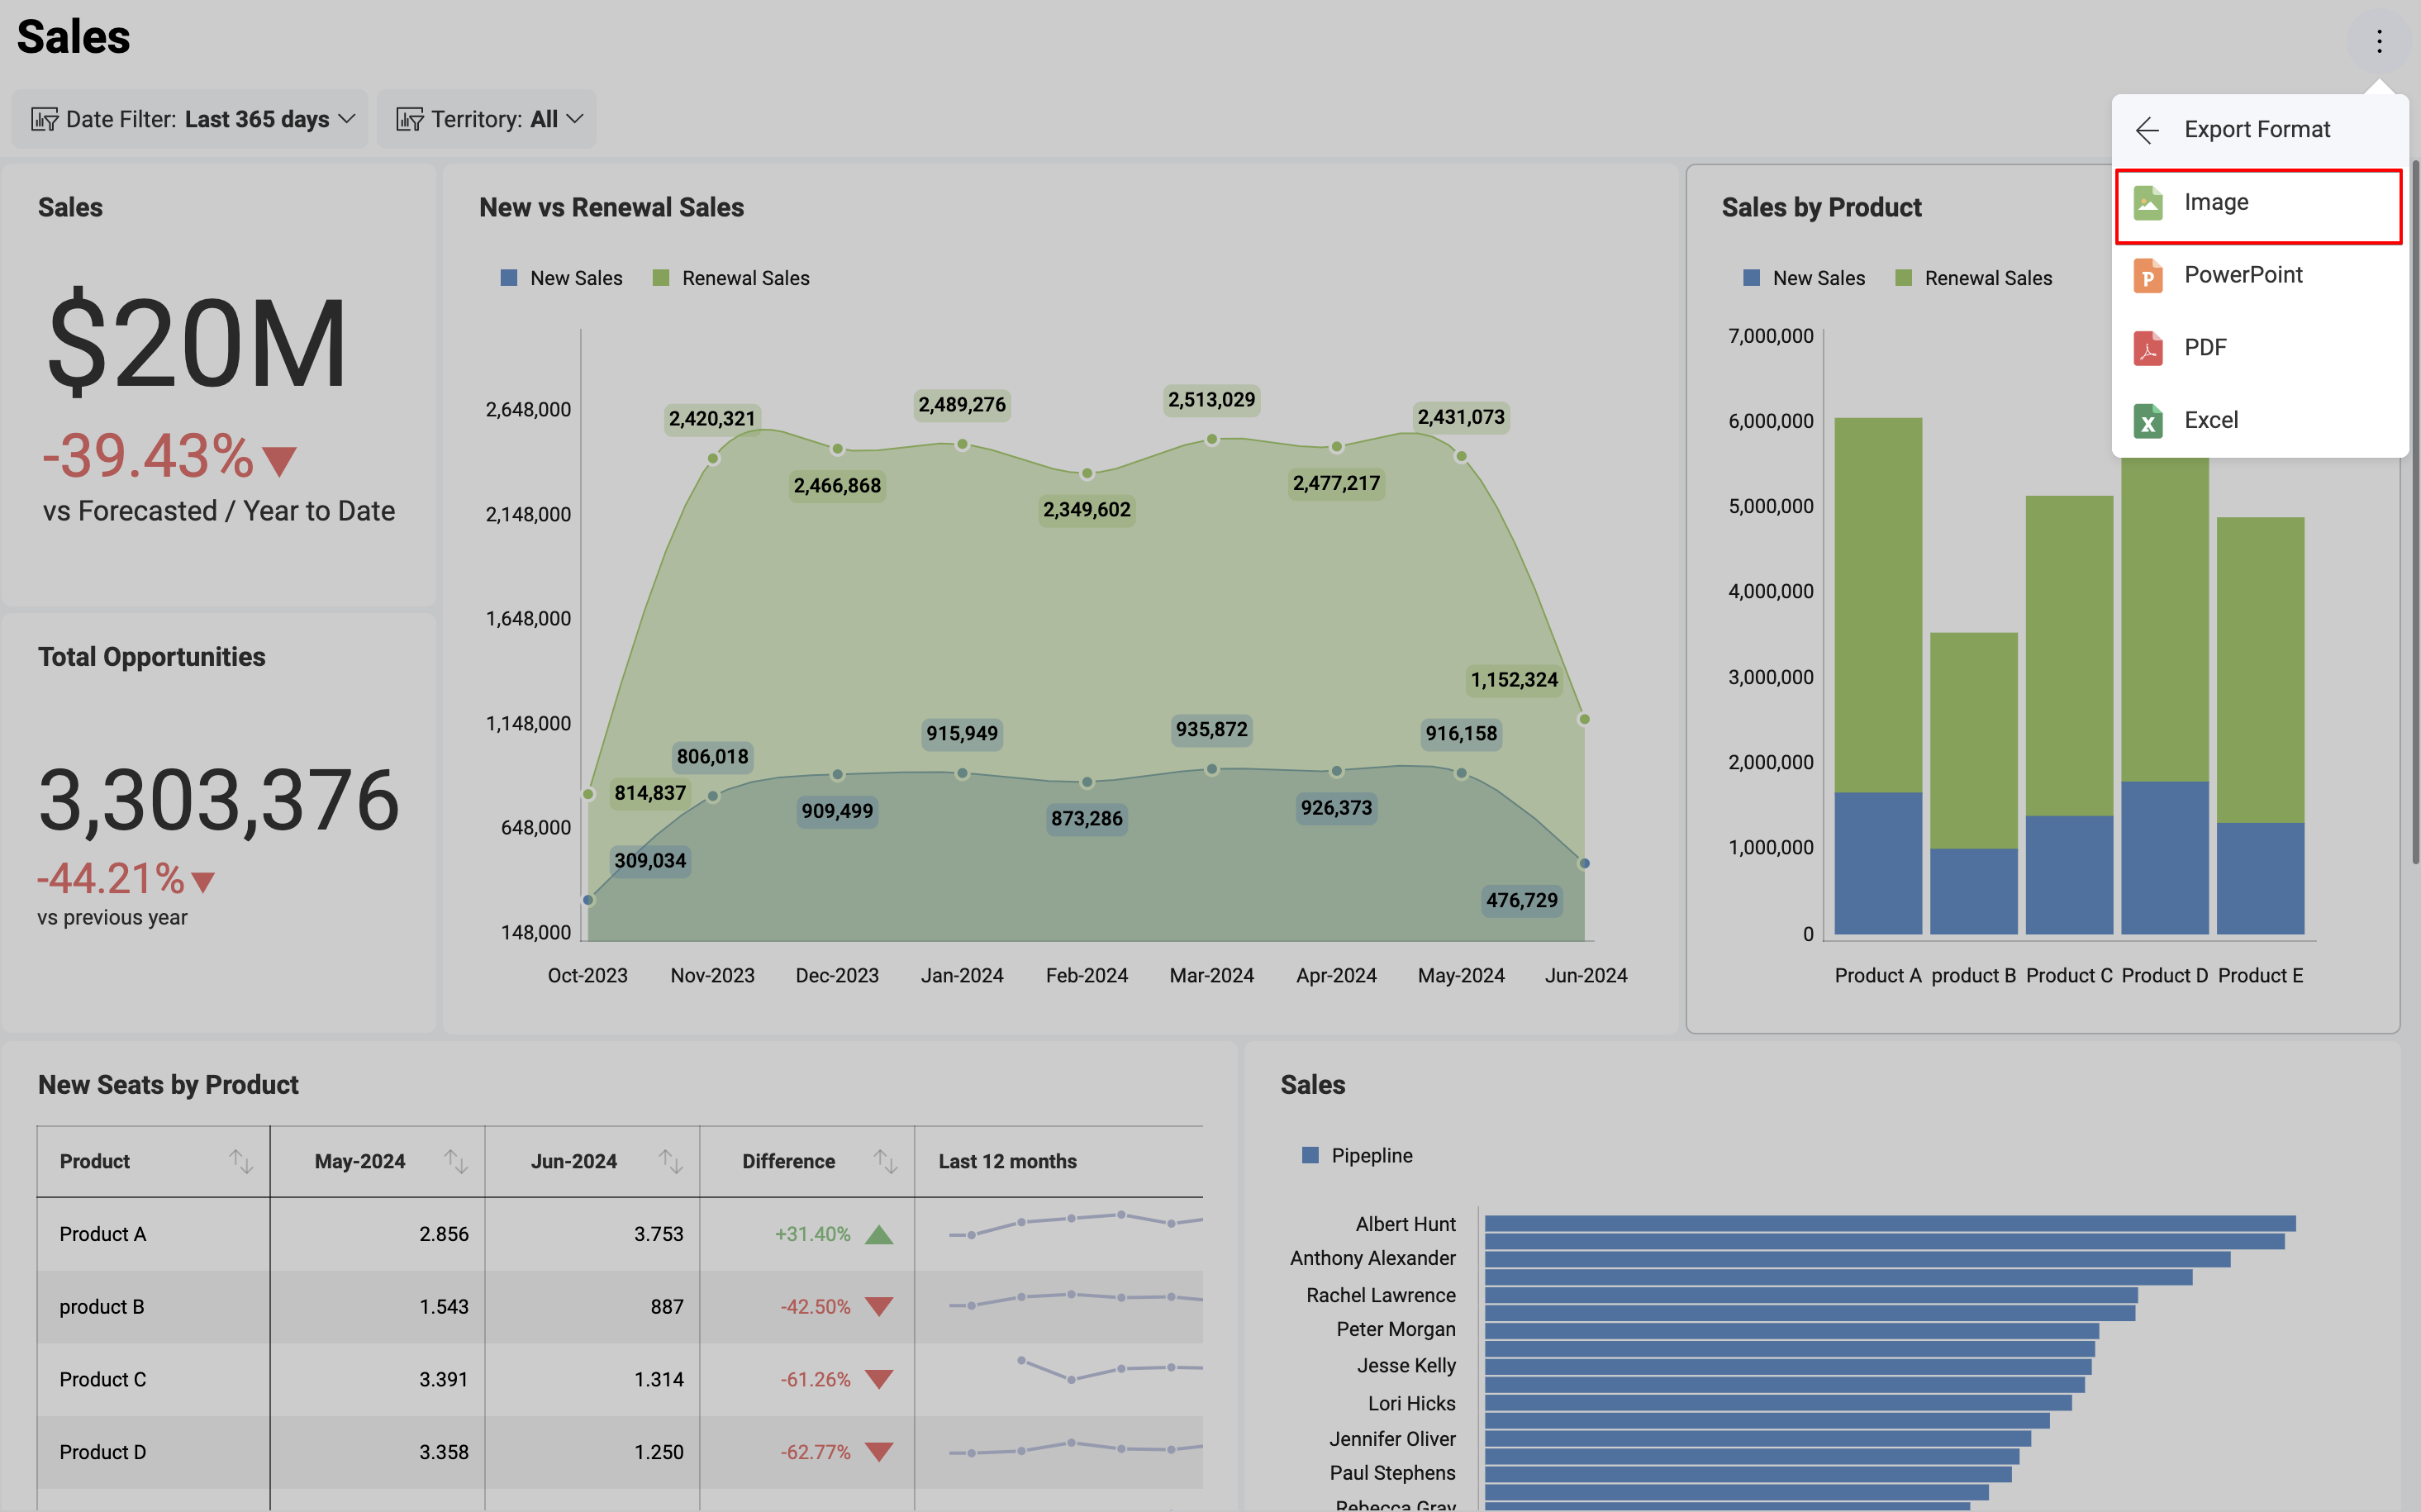 Sales
Date Filter: Last 365 days
Territory: All
Export Format
Image
PowerPoint
PDF
Excel
Sales
$20M
-39.43%
vs Forecasted / Year to Date
Total Opportunities
3,303,376
-44.21%
vs previous year
New vs Renewal Sales
New Sales
Renewal Sales
2,648,000
2,148,000
1,648,000
1,148,000
648,000
148,000
2,420,321
2,466,868
2,489,276
2,349,602
2,513,029
2,477,217
2,431,073
1,152,324
814,837
806,018
909,499
915,949
873,286
935,872
926,373
916,158
309,034
476,729
Oct-2023
Nov-2023
Dec-2023
Jan-2024
Feb-2024
Mar-2024
Apr-2024
May-2024
Jun-2024
Sales by Product
New Sales
Renewal Sales
7,000,000
6,000,000
5,000,000
4,000,000
3,000,000
2,000,000
1,000,000
0
Product A
product B
Product C
Product D
Product E
New Seats by Product
Product May-2024 Jun-2024 Difference Last 12 months
Product A 2.856 3.753 +31.40%
product B 1.543 887 -42.50%
Product C 3.391 1.314 -61.26%
Product D 3.358 1.250 -62.77%
Sales
Pipepline
Albert Hunt
Anthony Alexander
Rachel Lawrence
Peter Morgan
Jesse Kelly
Lori Hicks
Jennifer Oliver
Paul Stephens
Rebecca Gray